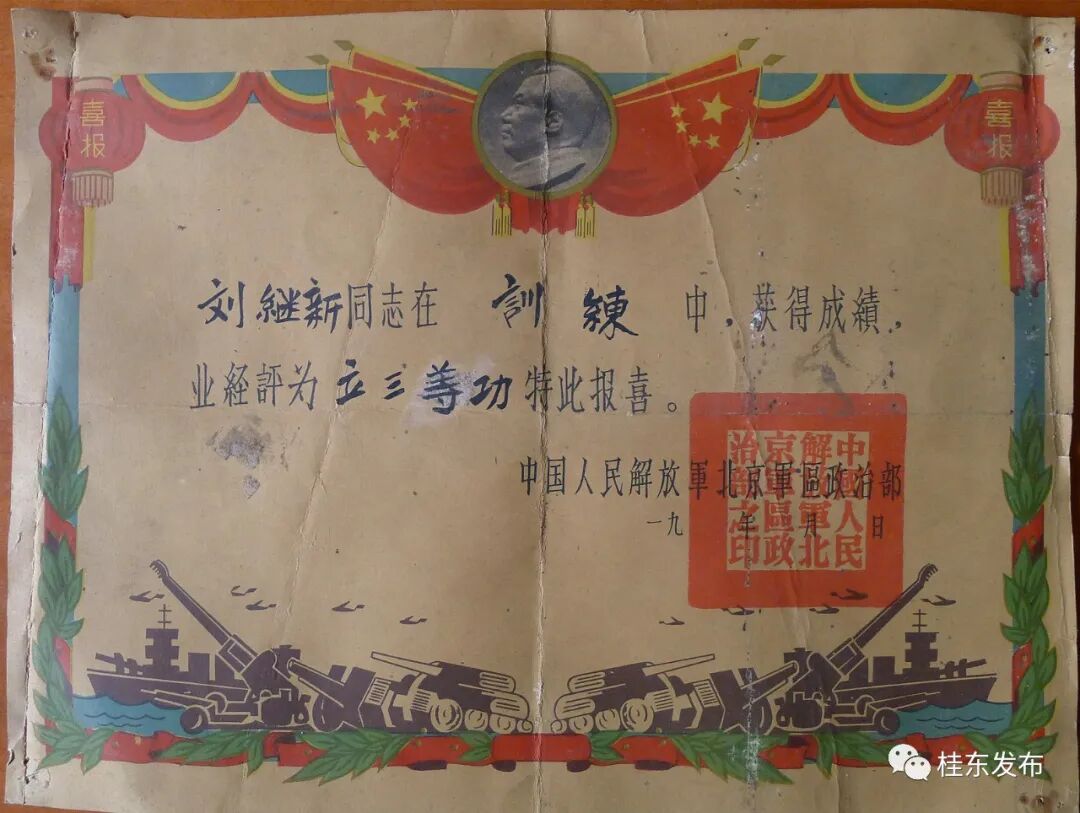 喜报
喜报
刘継新同志在 訓練 中，获得成績，
业経評为立三等功特此报喜。
中国人民解放軍北京軍區政治部
一九 年 月 日
中國人民
解放軍北
京軍區政
治部之印
桂东发布